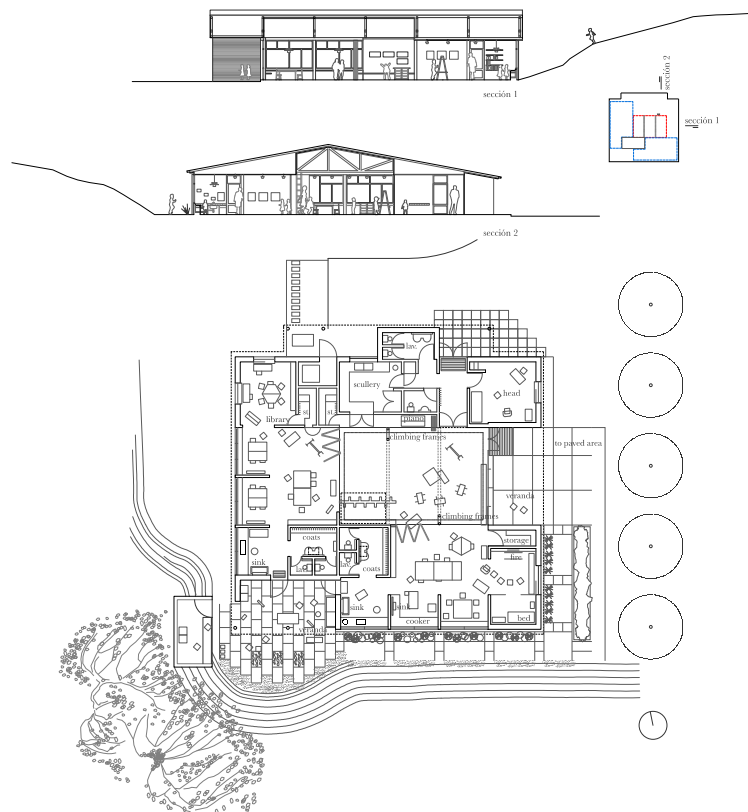 sección 1
sección 2
sección 1
sección 2
lav.
scullery
head
library
st.
st.
piano
climbing frames
to paved area
veranda
climbing frames
coats
storage
lav.
lav.
coats
fire
sink
sink
sink
cooker
bed
veranda